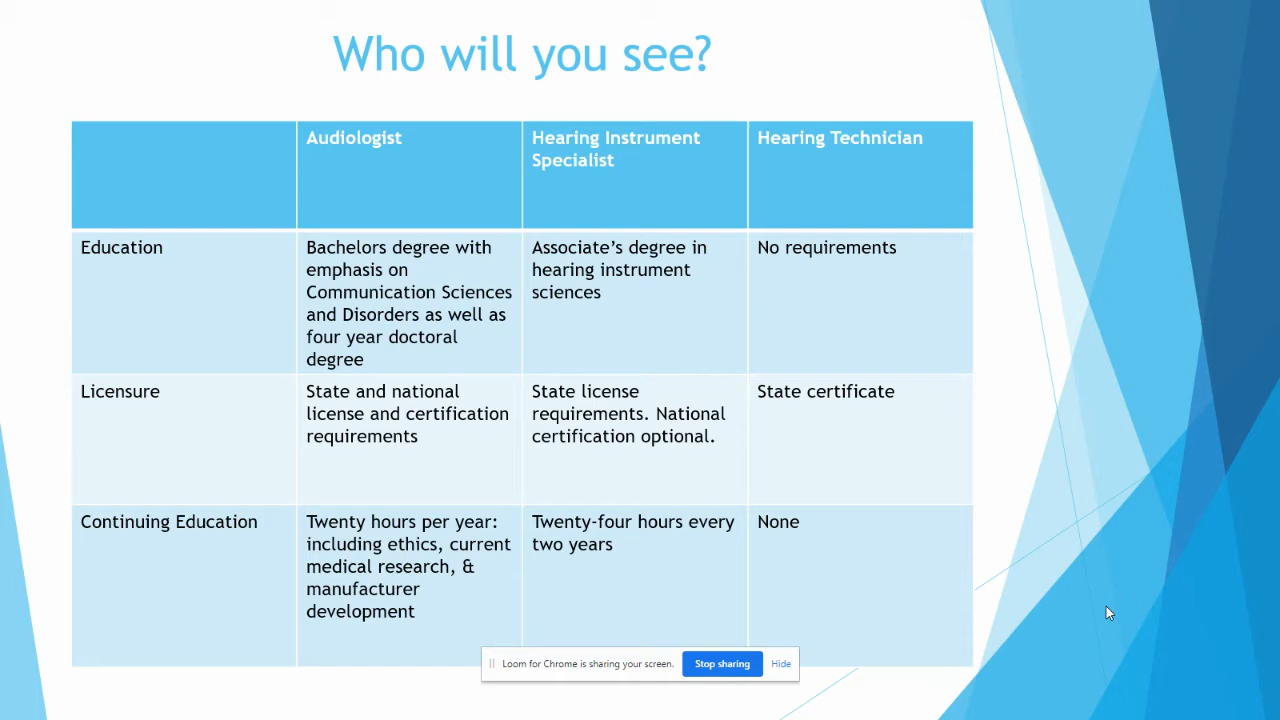 Who will you see?
Audiologist
Hearing Instrument
Specialist
Hearing Technician
Education
Bachelors degree with
emphasis on
Communication Sciences
and Disorders as well as
four year doctoral
degree
Associate’s degree in
hearing instrument
sciences
No requirements
Licensure
State and national
license and certification
requirements
State license
requirements. National
certification optional.
State certificate
Continuing Education
Twenty hours per year:
including ethics, current
medical research, &
manufacturer
development
Twenty-four hours every
two years
None
Loom for Chrome is sharing your screen.
Stop sharing
Hide